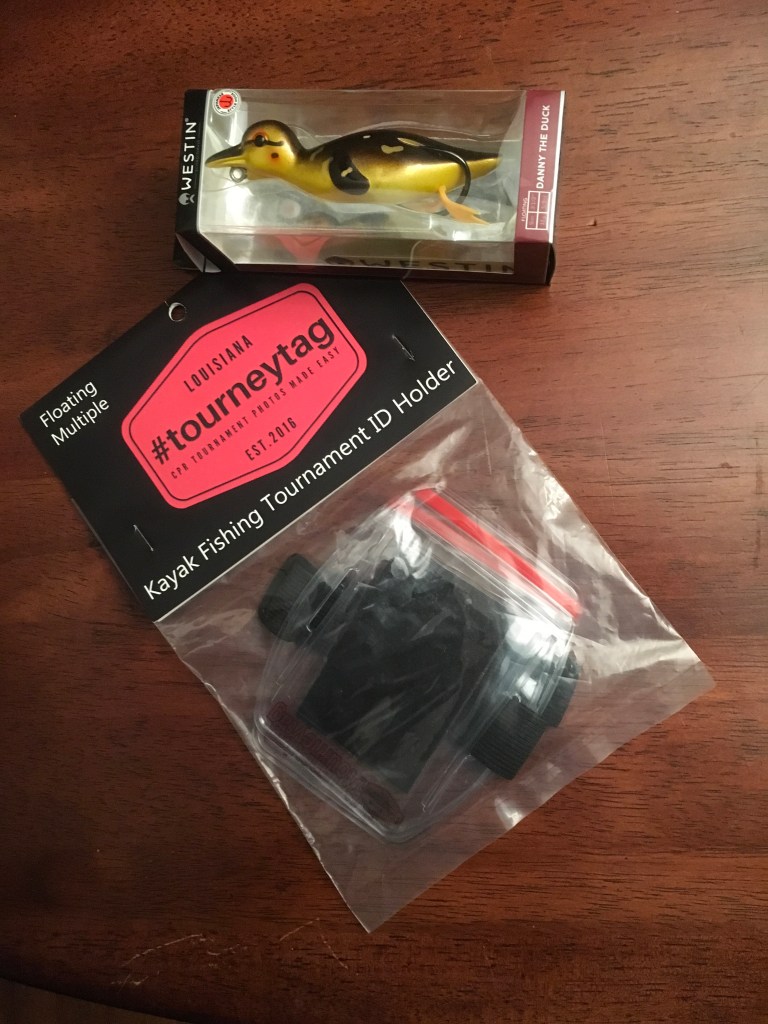 WESTIN®
DANNY THE DUCK
FLOATING
WESTIN
Floating
Multiple
LOUISIANA
#tourneytag
CPR TOURNAMENT PHOTOS MADE EASY
EST.2016
Kayak Fishing Tournament ID Holder